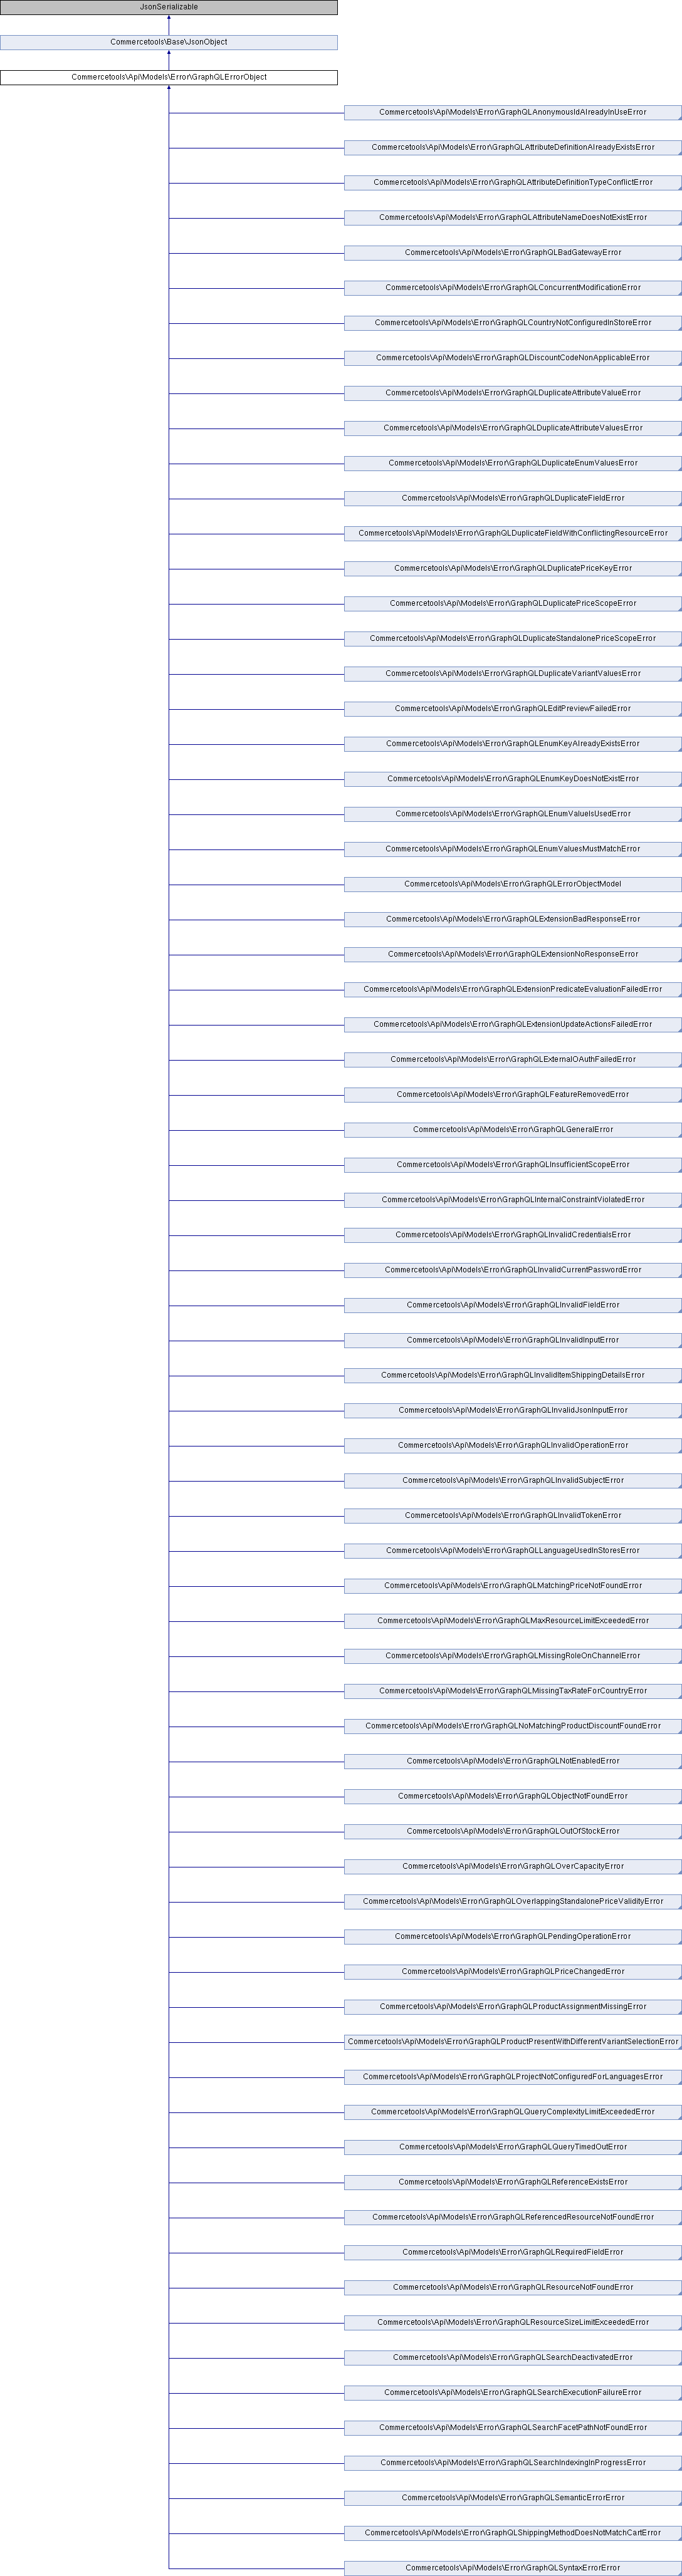 JsonSerializable
Commercetools\Base\JsonObject
Commercetools\Api\Models\Error\GraphQLErrorObject
Commercetools\Api\Models\Error\GraphQLAnonymousIdAlreadyInUseError
Commercetools\Api\Models\Error\GraphQLAttributeDefinitionAlreadyExistsError
Commercetools\Api\Models\Error\GraphQLAttributeDefinitionTypeConflictError
Commercetools\Api\Models\Error\GraphQLAttributeNameDoesNotExistError
Commercetools\Api\Models\Error\GraphQLBadGatewayError
Commercetools\Api\Models\Error\GraphQLConcurrentModificationError
Commercetools\Api\Models\Error\GraphQLCountryNotConfiguredInStoreError
Commercetools\Api\Models\Error\GraphQLDiscountCodeNonApplicableError
Commercetools\Api\Models\Error\GraphQLDuplicateAttributeValueError
Commercetools\Api\Models\Error\GraphQLDuplicateAttributeValuesError
Commercetools\Api\Models\Error\GraphQLDuplicateEnumValuesError
Commercetools\Api\Models\Error\GraphQLDuplicateFieldError
Commercetools\Api\Models\Error\GraphQLDuplicateFieldWithConflictingResourceError
Commercetools\Api\Models\Error\GraphQLDuplicatePriceKeyError
Commercetools\Api\Models\Error\GraphQLDuplicatePriceScopeError
Commercetools\Api\Models\Error\GraphQLDuplicateStandalonePriceScopeError
Commercetools\Api\Models\Error\GraphQLDuplicateVariantValuesError
Commercetools\Api\Models\Error\GraphQLEditPreviewFailedError
Commercetools\Api\Models\Error\GraphQLEnumKeyAlreadyExistsError
Commercetools\Api\Models\Error\GraphQLEnumKeyDoesNotExistError
Commercetools\Api\Models\Error\GraphQLEnumValueIsUsedError
Commercetools\Api\Models\Error\GraphQLEnumValuesMustMatchError
Commercetools\Api\Models\Error\GraphQLErrorObjectModel
Commercetools\Api\Models\Error\GraphQLExtensionBadResponseError
Commercetools\Api\Models\Error\GraphQLExtensionNoResponseError
Commercetools\Api\Models\Error\GraphQLExtensionPredicateEvaluationFailedError
Commercetools\Api\Models\Error\GraphQLExtensionUpdateActionsFailedError
Commercetools\Api\Models\Error\GraphQLExternalOAuthFailedError
Commercetools\Api\Models\Error\GraphQLFeatureRemovedError
Commercetools\Api\Models\Error\GraphQLGeneralError
Commercetools\Api\Models\Error\GraphQLInsufficientScopeError
Commercetools\Api\Models\Error\GraphQLInternalConstraintViolatedError
Commercetools\Api\Models\Error\GraphQLInvalidCredentialsError
Commercetools\Api\Models\Error\GraphQLInvalidCurrentPasswordError
Commercetools\Api\Models\Error\GraphQLInvalidFieldError
Commercetools\Api\Models\Error\GraphQLInvalidInputError
Commercetools\Api\Models\Error\GraphQLInvalidItemShippingDetailsError
Commercetools\Api\Models\Error\GraphQLInvalidJsonInputError
Commercetools\Api\Models\Error\GraphQLInvalidOperationError
Commercetools\Api\Models\Error\GraphQLInvalidSubjectError
Commercetools\Api\Models\Error\GraphQLInvalidTokenError
Commercetools\Api\Models\Error\GraphQLLanguageUsedInStoresError
Commercetools\Api\Models\Error\GraphQLMatchingPriceNotFoundError
Commercetools\Api\Models\Error\GraphQLMaxResourceLimitExceededError
Commercetools\Api\Models\Error\GraphQLMissingRoleOnChannelError
Commercetools\Api\Models\Error\GraphQLMissingTaxRateForCountryError
Commercetools\Api\Models\Error\GraphQLNoMatchingProductDiscountFoundError
Commercetools\Api\Models\Error\GraphQLNotEnabledError
Commercetools\Api\Models\Error\GraphQLObjectNotFoundError
Commercetools\Api\Models\Error\GraphQLOutOfStockError
Commercetools\Api\Models\Error\GraphQLOverCapacityError
Commercetools\Api\Models\Error\GraphQLOverlappingStandalonePriceValidityError
Commercetools\Api\Models\Error\GraphQLPendingOperationError
Commercetools\Api\Models\Error\GraphQLPriceChangedError
Commercetools\Api\Models\Error\GraphQLProductAssignmentMissingError
Commercetools\Api\Models\Error\GraphQLProductPresentWithDifferentVariantSelectionError
Commercetools\Api\Models\Error\GraphQLProjectNotConfiguredForLanguagesError
Commercetools\Api\Models\Error\GraphQLQueryComplexityLimitExceededError
Commercetools\Api\Models\Error\GraphQLQueryTimedOutError
Commercetools\Api\Models\Error\GraphQLReferenceExistsError
Commercetools\Api\Models\Error\GraphQLReferencedResourceNotFoundError
Commercetools\Api\Models\Error\GraphQLRequiredFieldError
Commercetools\Api\Models\Error\GraphQLResourceNotFoundError
Commercetools\Api\Models\Error\GraphQLResourceSizeLimitExceededError
Commercetools\Api\Models\Error\GraphQLSearchDeactivatedError
Commercetools\Api\Models\Error\GraphQLSearchExecutionFailureError
Commercetools\Api\Models\Error\GraphQLSearchFacetPathNotFoundError
Commercetools\Api\Models\Error\GraphQLSearchIndexingInProgressError
Commercetools\Api\Models\Error\GraphQLSemanticErrorError
Commercetools\Api\Models\Error\GraphQLShippingMethodDoesNotMatchCartError
Commercetools\Api\Models\Error\GraphQLSyntaxErrorError